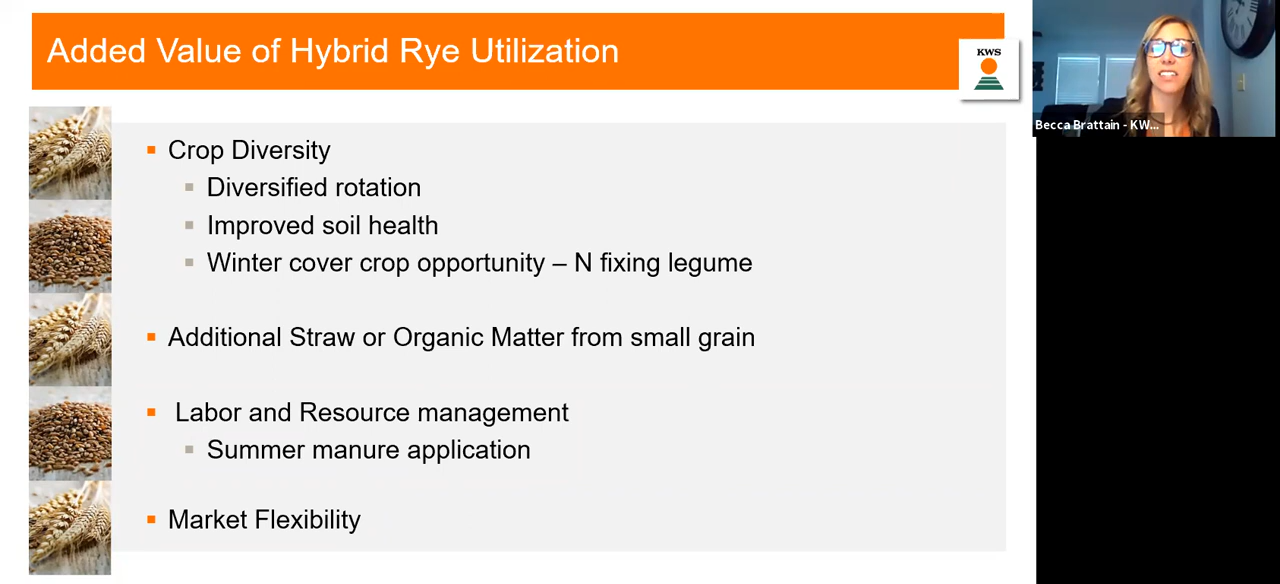 Added Value of Hybrid Rye Utilization
KWS
Becca Brattain - KW...
Crop Diversity
Diversified rotation
Improved soil health
Winter cover crop opportunity – N fixing legume
Additional Straw or Organic Matter from small grain
Labor and Resource management
Summer manure application
Market Flexibility